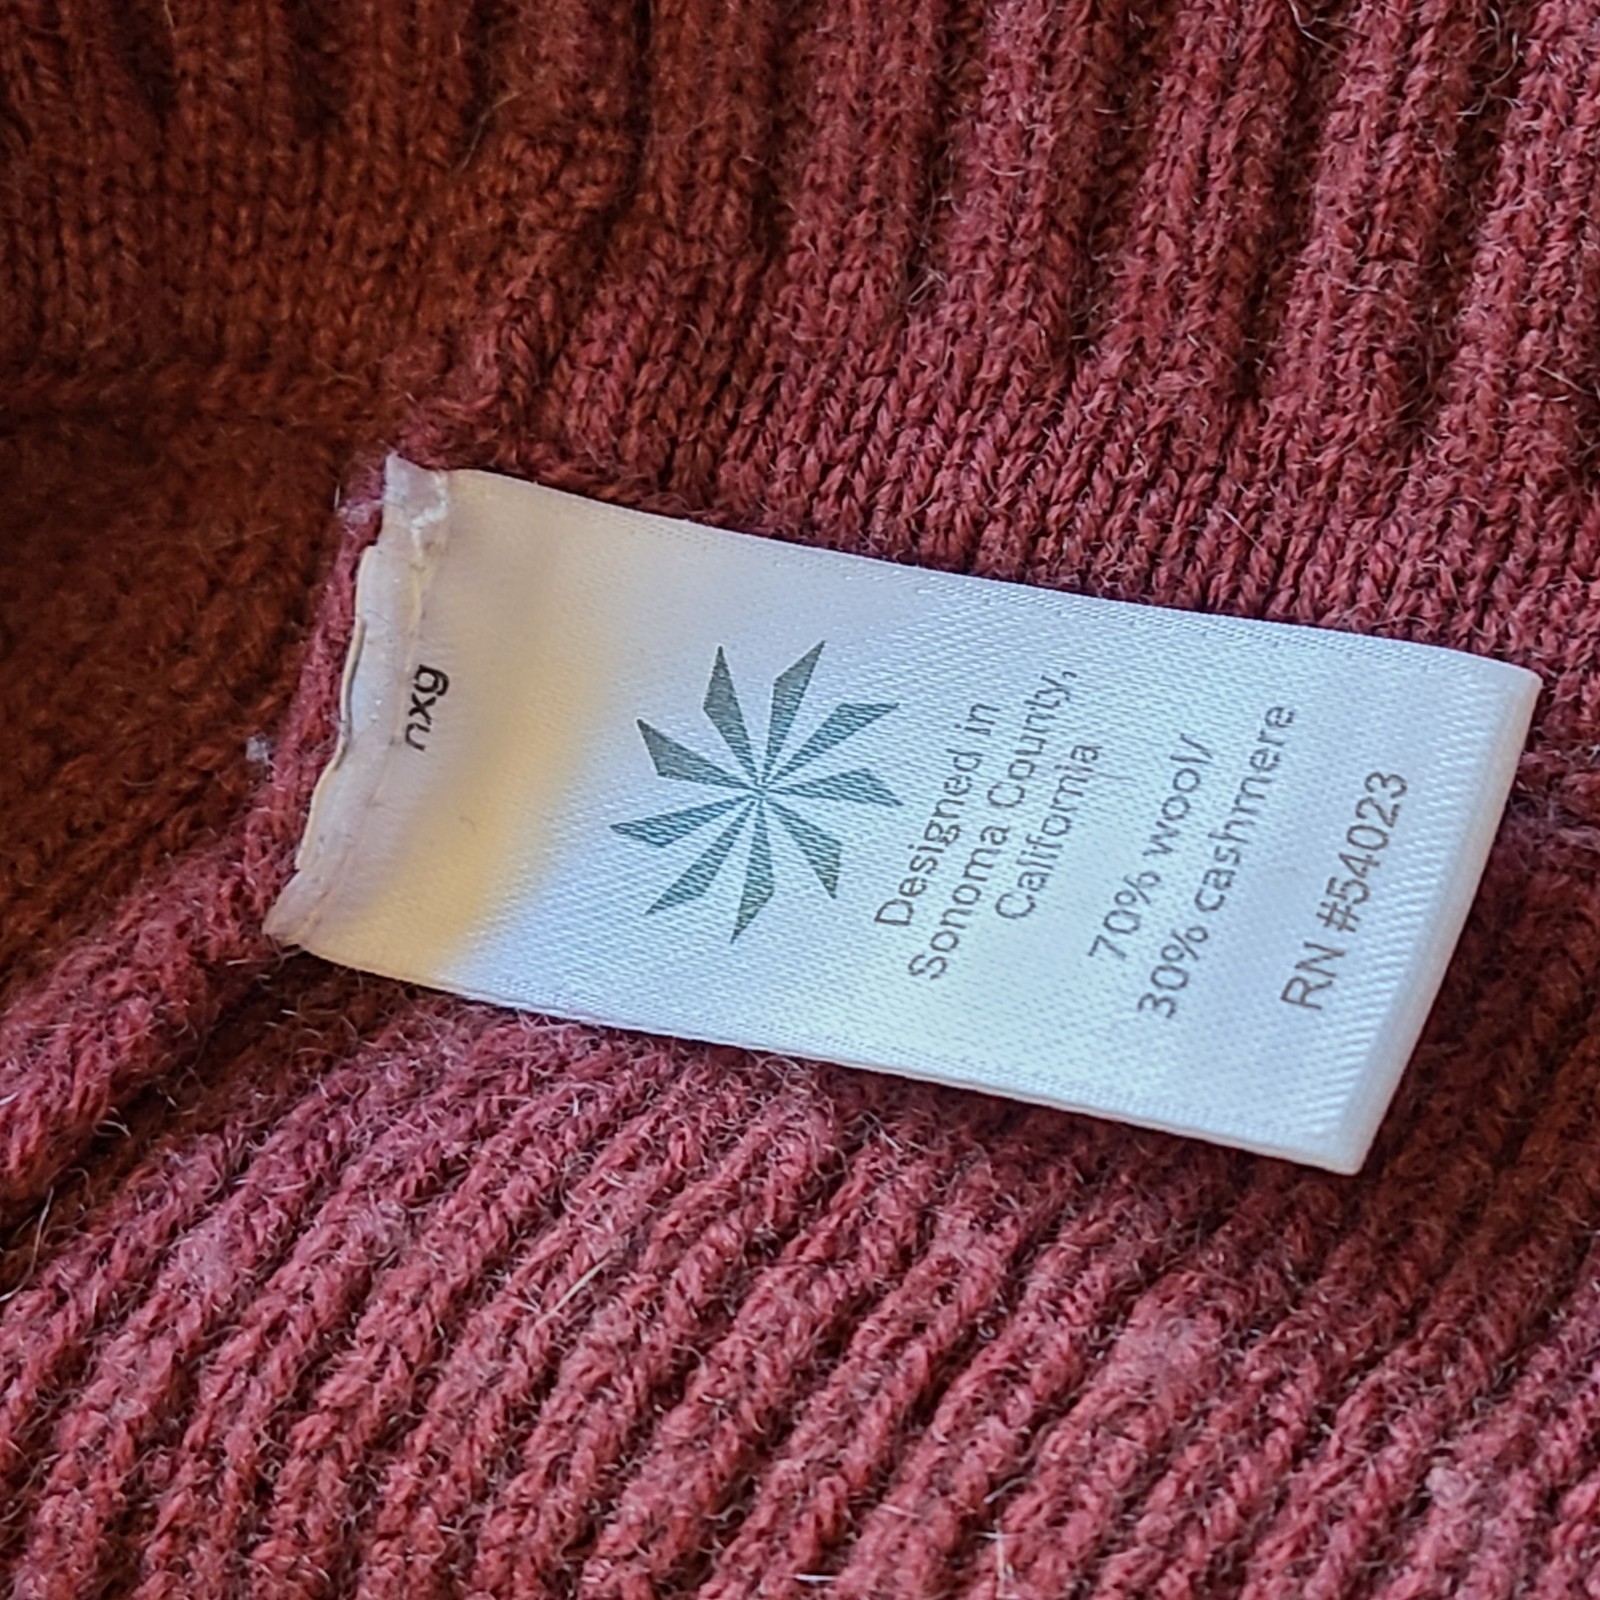 nxg
Designed in
Sonoma County,
California
70% wool/
30% cashmere
RN #54023